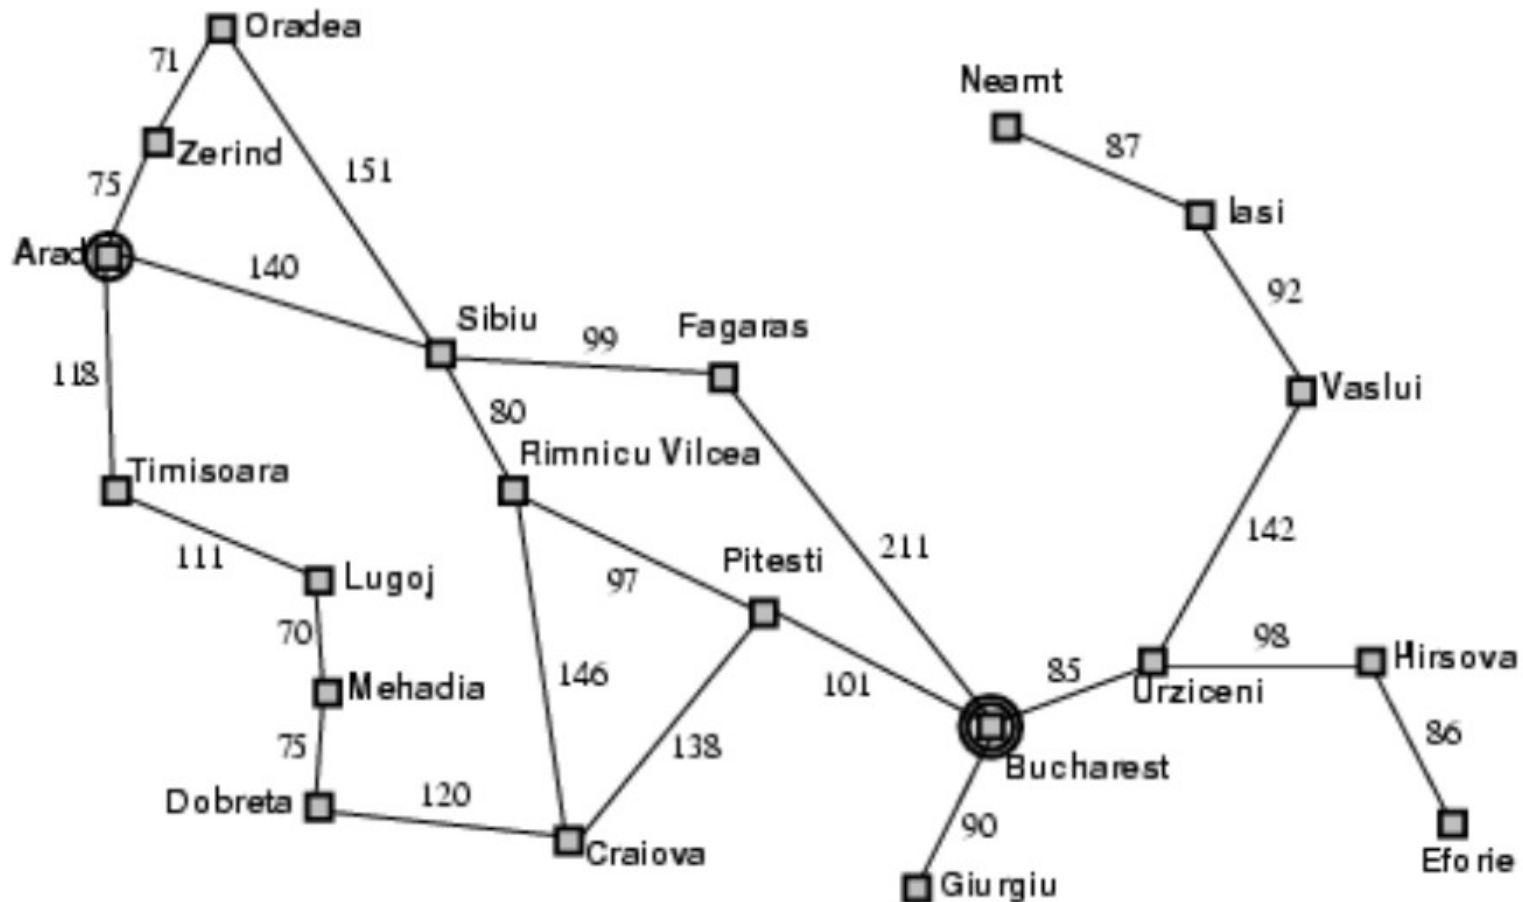 Oradea
71
Neamt
87
Zerind
151
75
Iasi
Arad
140
92
Sibiu
Fagaras
99
118
Vaslui
80
Rimnicu Vilcea
Timisoara
142
211
111
Pitesti
97
Lugoj
70
98
Hirsova
146
101
85
Urziceni
Mehadia
138
86
75
Bucharest
Dobreta
120
90
Craiova
Eforie
Giurgiu